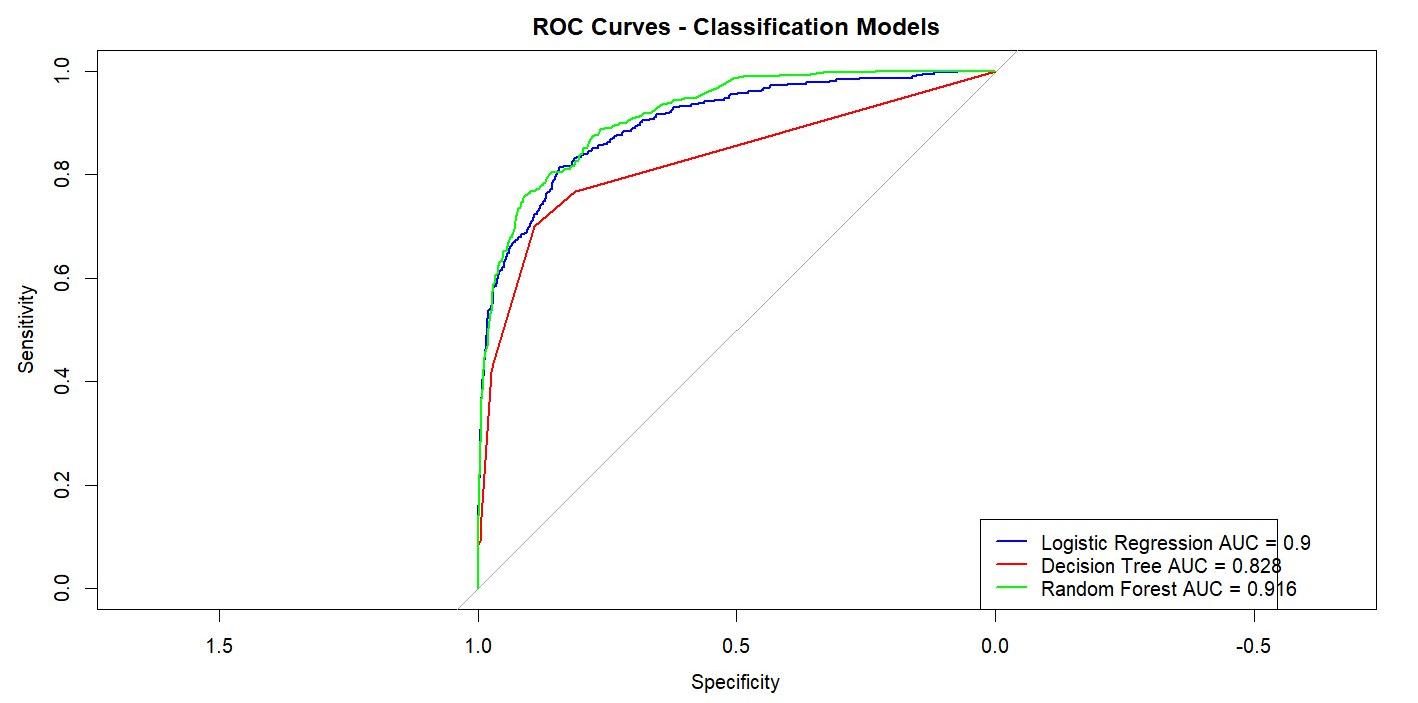 ROC Curves - Classification Models
Sensitivity
1.0
0.8
0.6
0.4
0.2
0.0
Logistic Regression AUC = 0.9
Decision Tree AUC = 0.828
Random Forest AUC = 0.916
1.5 1.0 0.5 0.0 -0.5
Specificity